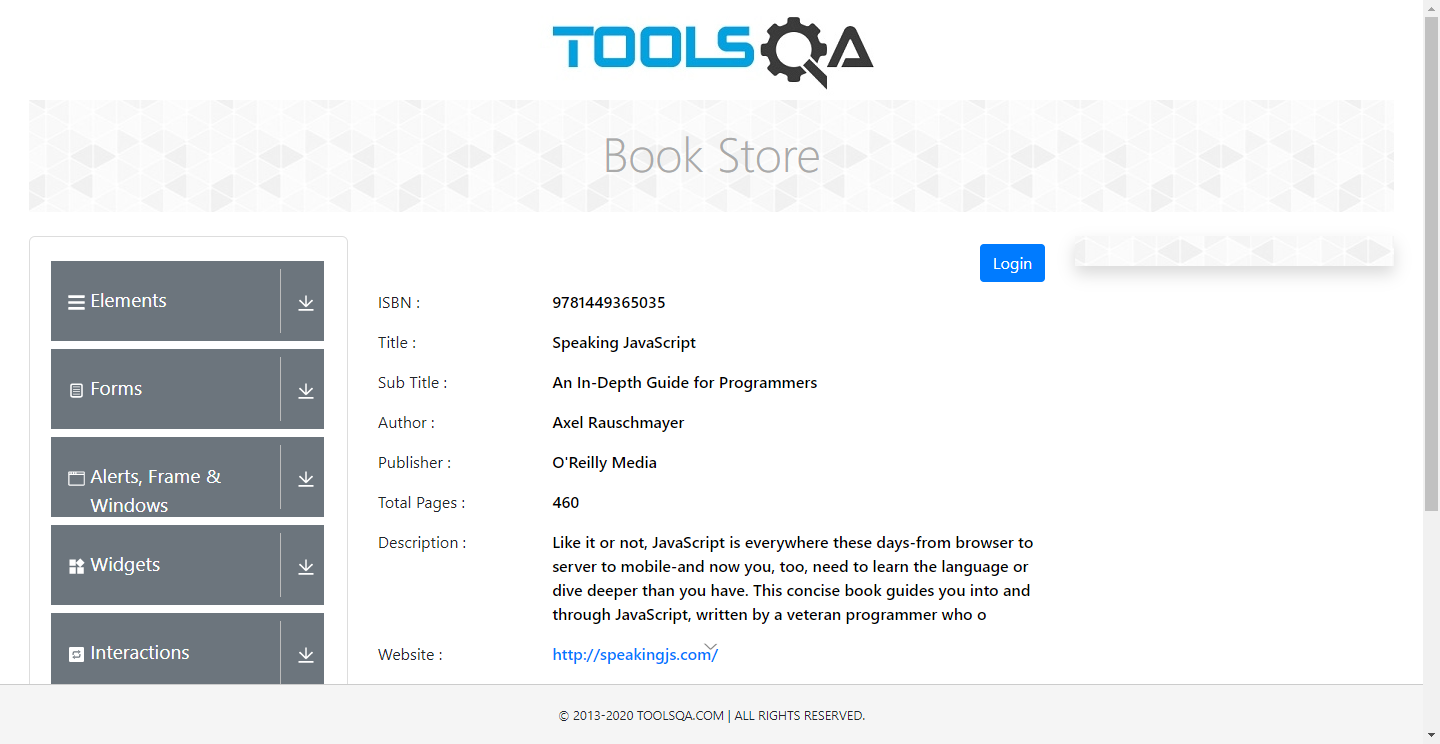 TOOLSQA
Book Store
Login
Elements
Forms
Alerts, Frame &
Windows
Widgets
Interactions
ISBN : 9781449365035
Title : Speaking JavaScript
Sub Title : An In-Depth Guide for Programmers
Author : Axel Rauschmayer
Publisher : O'Reilly Media
Total Pages : 460
Description : Like it or not, JavaScript is everywhere these days-from browser to
server to mobile-and now you, too, need to learn the language or
dive deeper than you have. This concise book guides you into and
through JavaScript, written by a veteran programmer who o
Website : http://speakingjs.com/
© 2013-2020 TOOLSQA.COM | ALL RIGHTS RESERVED.